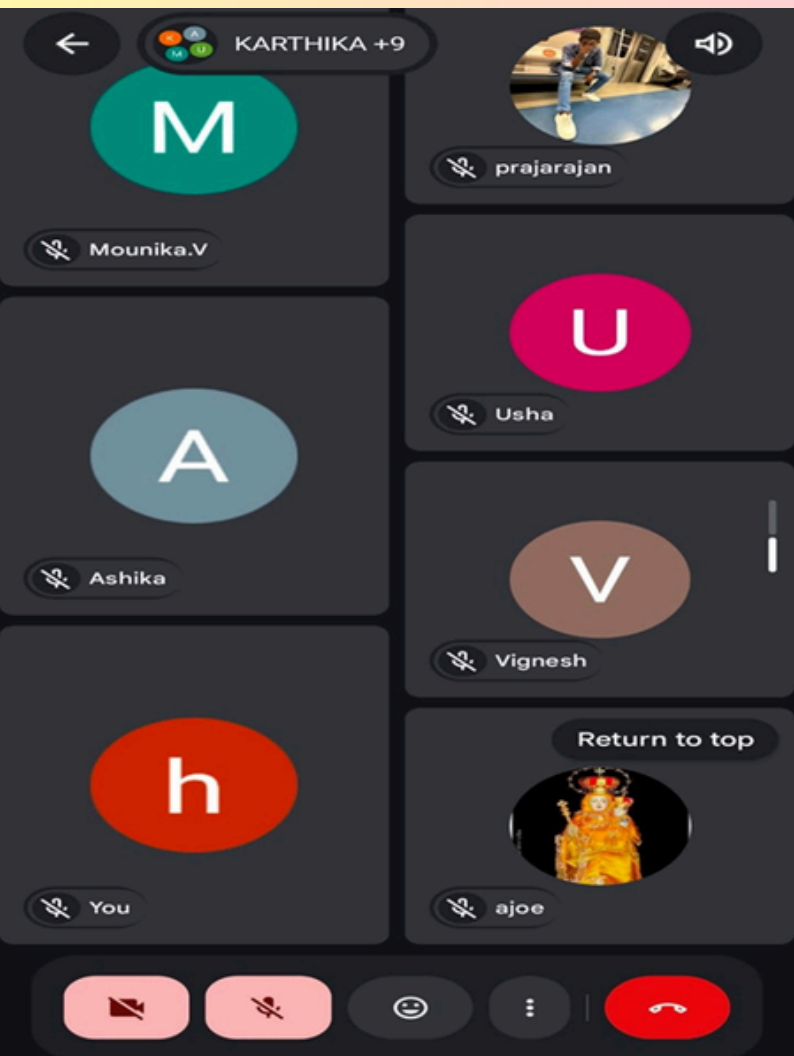 KARTHIKA +9
M
Mounika.V
prajarajan
A
Ashika
U
Usha
V
Vignesh
h
You
Return to top
ajoe